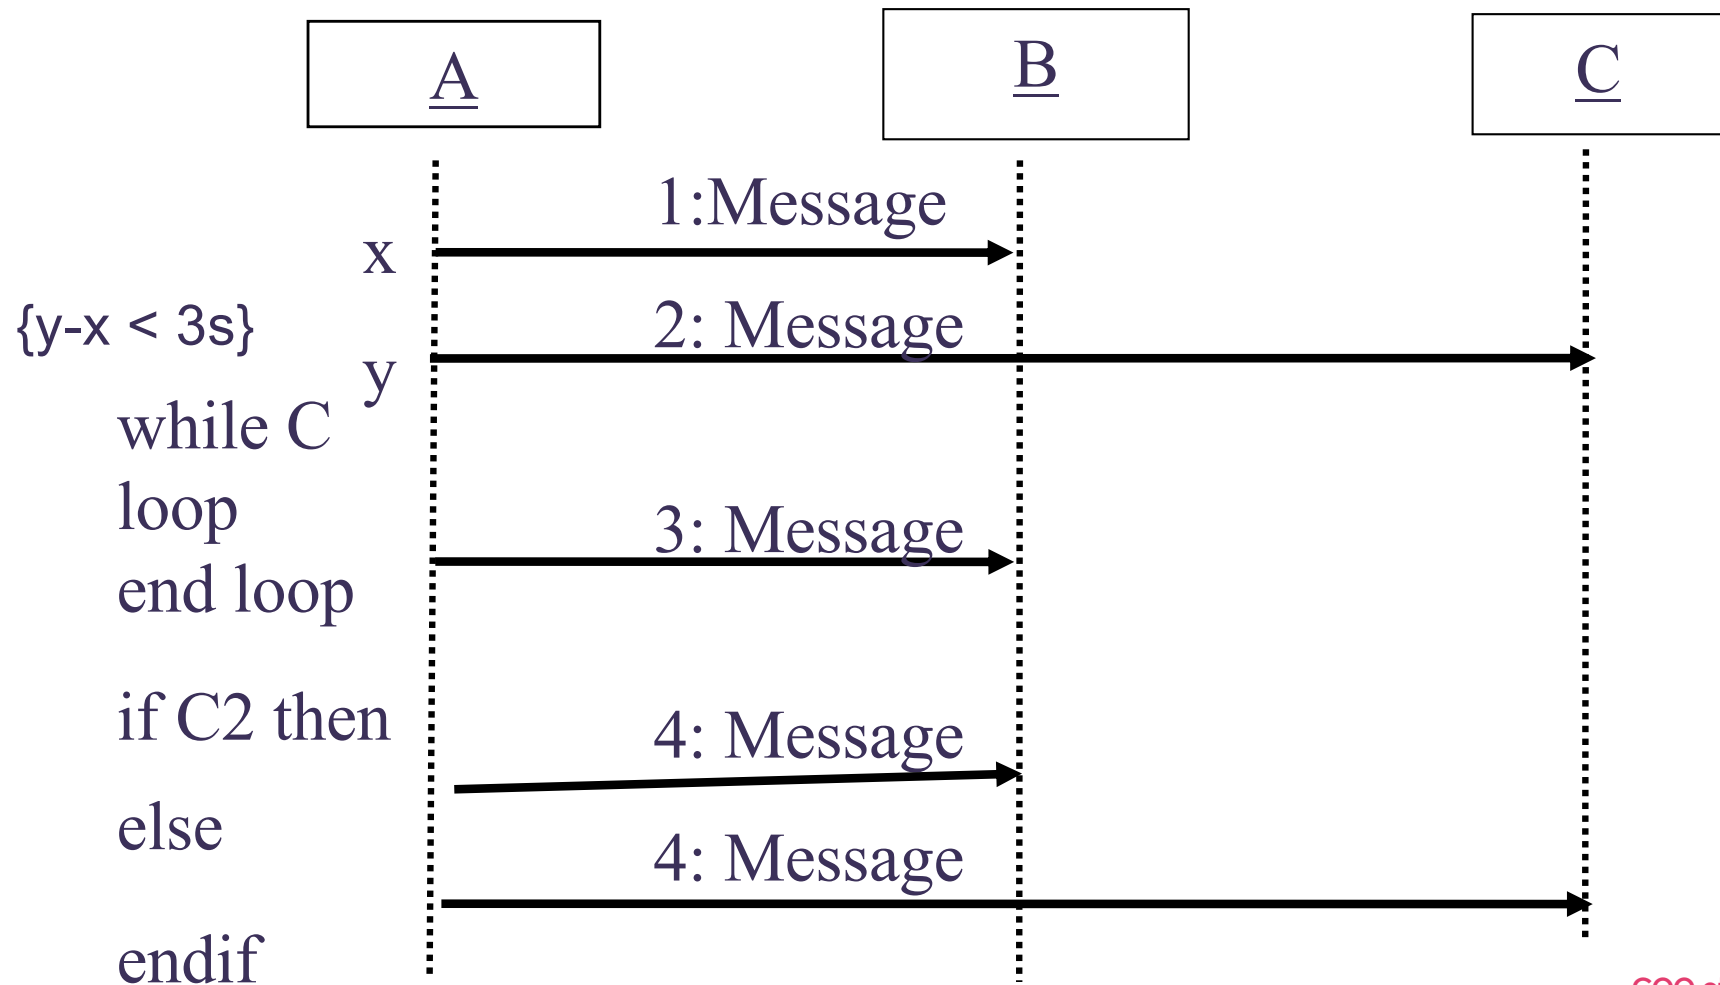 A
B
C
1:Message
x
{y-x < 3s}
2: Message
y
while C
loop
3: Message
end loop
if C2 then
4: Message
else
4: Message
endif